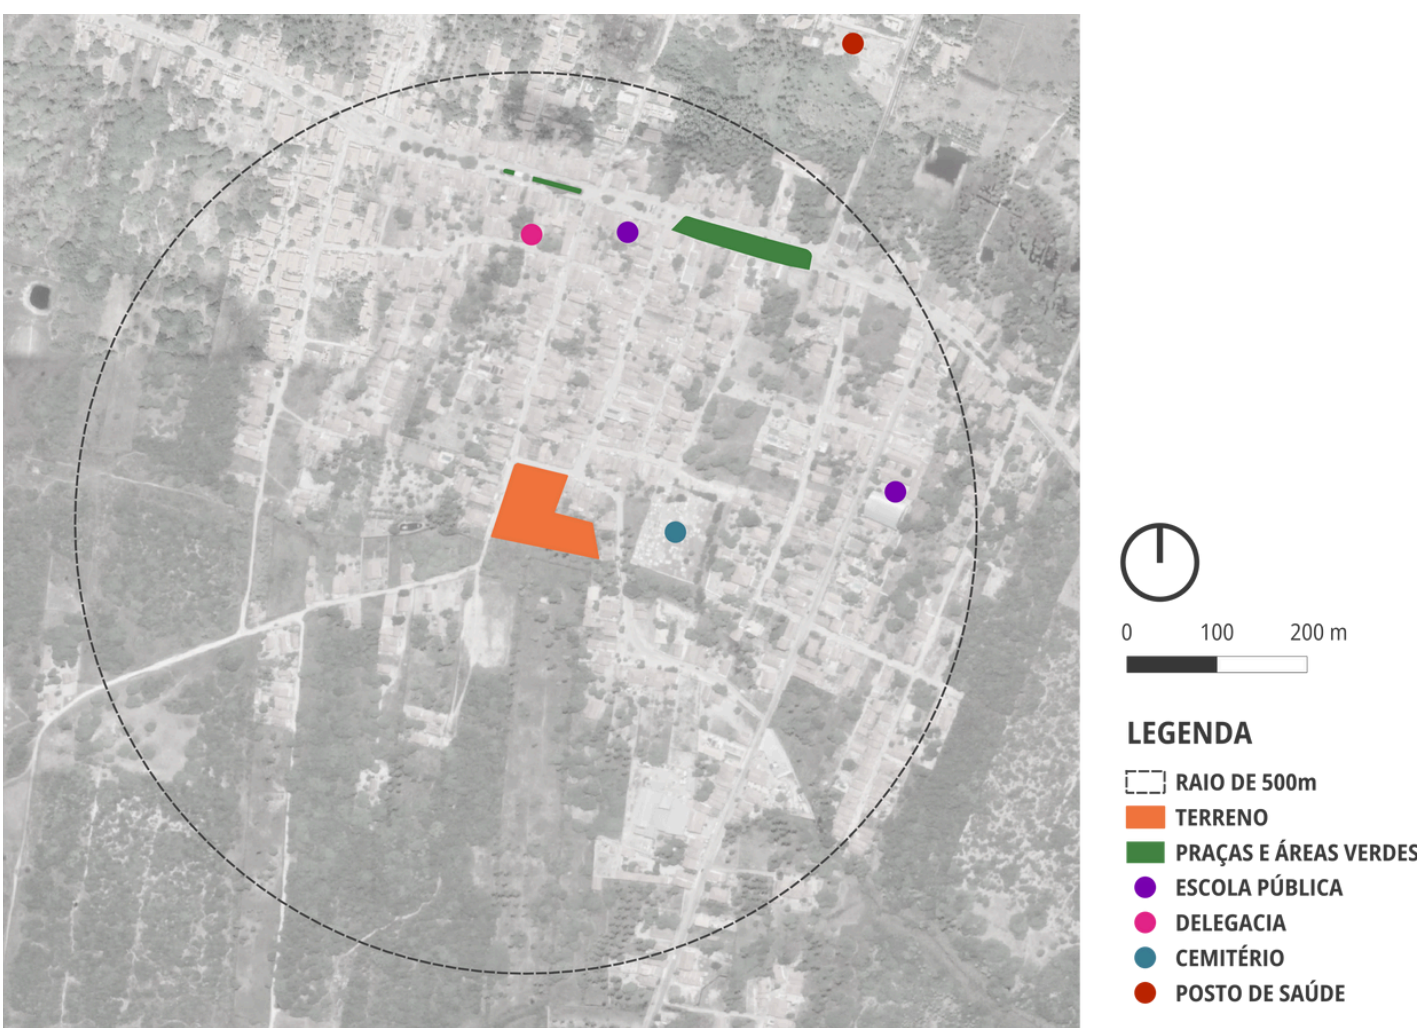 0 100 200 m
LEGENDA
RAIO DE 500m
TERRENO
PRAÇAS E ÁREAS VERDES
ESCOLA PÚBLICA
DELEGACIA
CEMITÉRIO
POSTO DE SAÚDE